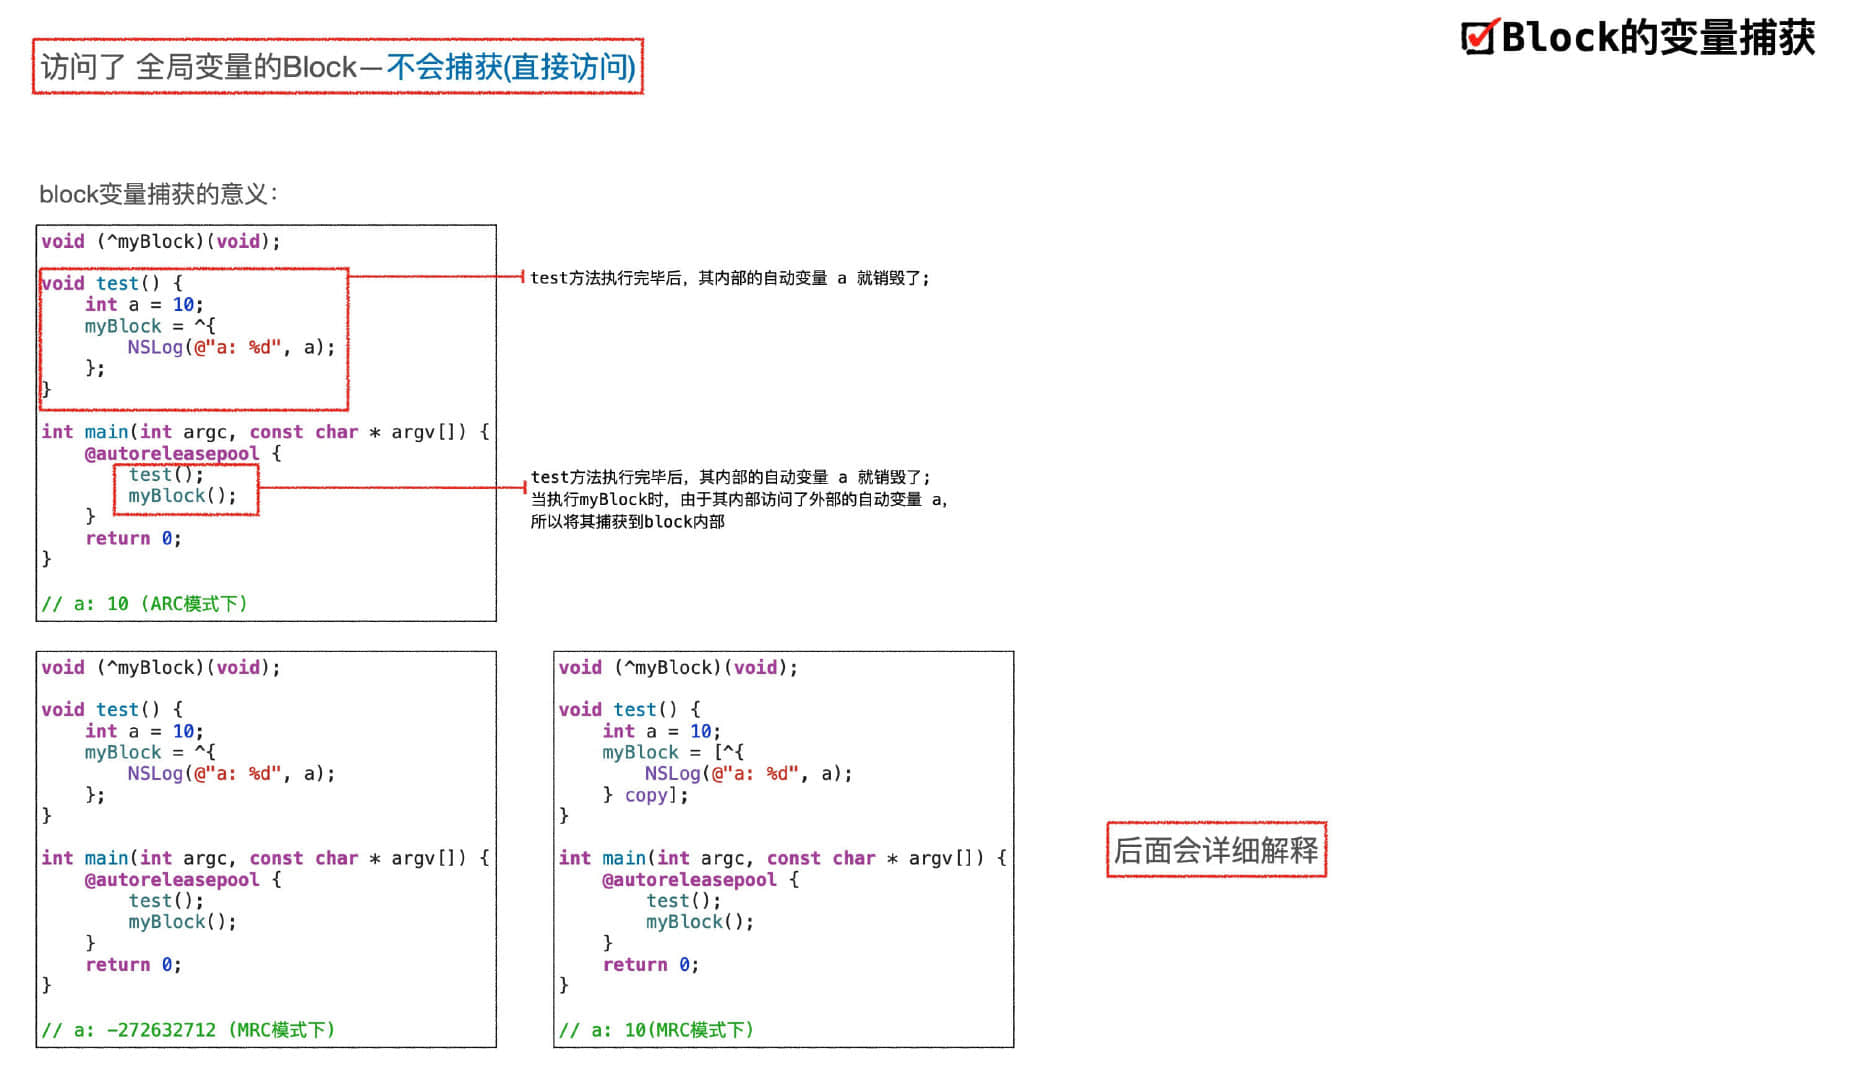 Block的变量捕获
访问了 全局变量的Block—不会捕获(直接访问)
block变量捕获的意义:
void (^myBlock)(void);
void test() {
    int a = 10;
    myBlock = ^{
        NSLog(@"a: %d", a);
    };
}
int main(int argc, const char * argv[]) {
    @autoreleasepool {
        test();
        myBlock();
    }
    return 0;
}
// a: 10 (ARC模式下)
test方法执行完毕后，其内部的自动变量 a 就销毁了;
test方法执行完毕后，其内部的自动变量 a 就销毁了;
当执行myBlock时，由于其内部访问了外部的自动变量 a，
所以将其捕获到block内部
void (^myBlock)(void);
void test() {
    int a = 10;
    myBlock = ^{
        NSLog(@"a: %d", a);
    };
}
int main(int argc, const char * argv[]) {
    @autoreleasepool {
        test();
        myBlock();
    }
    return 0;
}
// a: -272632712 (MRC模式下)
void (^myBlock)(void);
void test() {
    int a = 10;
    myBlock = [^{
        NSLog(@"a: %d", a);
    } copy];
}
int main(int argc, const char * argv[]) {
    @autoreleasepool {
        test();
        myBlock();
    }
    return 0;
}
// a: 10(MRC模式下)
后面会详细解释